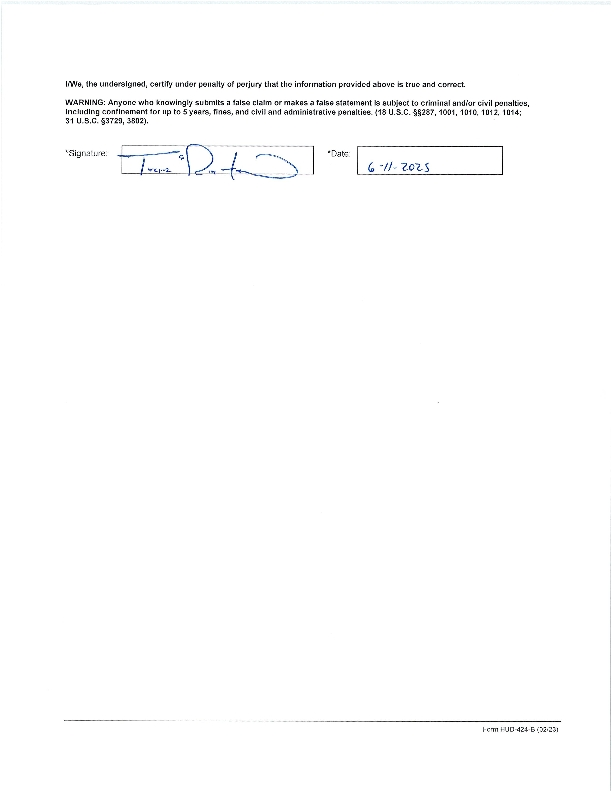 I/We, the undersigned, certify under penalty of perjury that the information provided above is true and correct.
WARNING: Anyone who knowingly submits a false claim or makes a false statement is subject to criminal and/or civil penalties,
including confinement for up to 5 years, fines, and civil and administrative penalties. (18 U.S.C. §§287, 1001, 1010, 1012, 1014;
31 U.S.C. §3729, 3802).
*Signature: *Date: 6-11-2025
Form HUD-424-B (02/23)